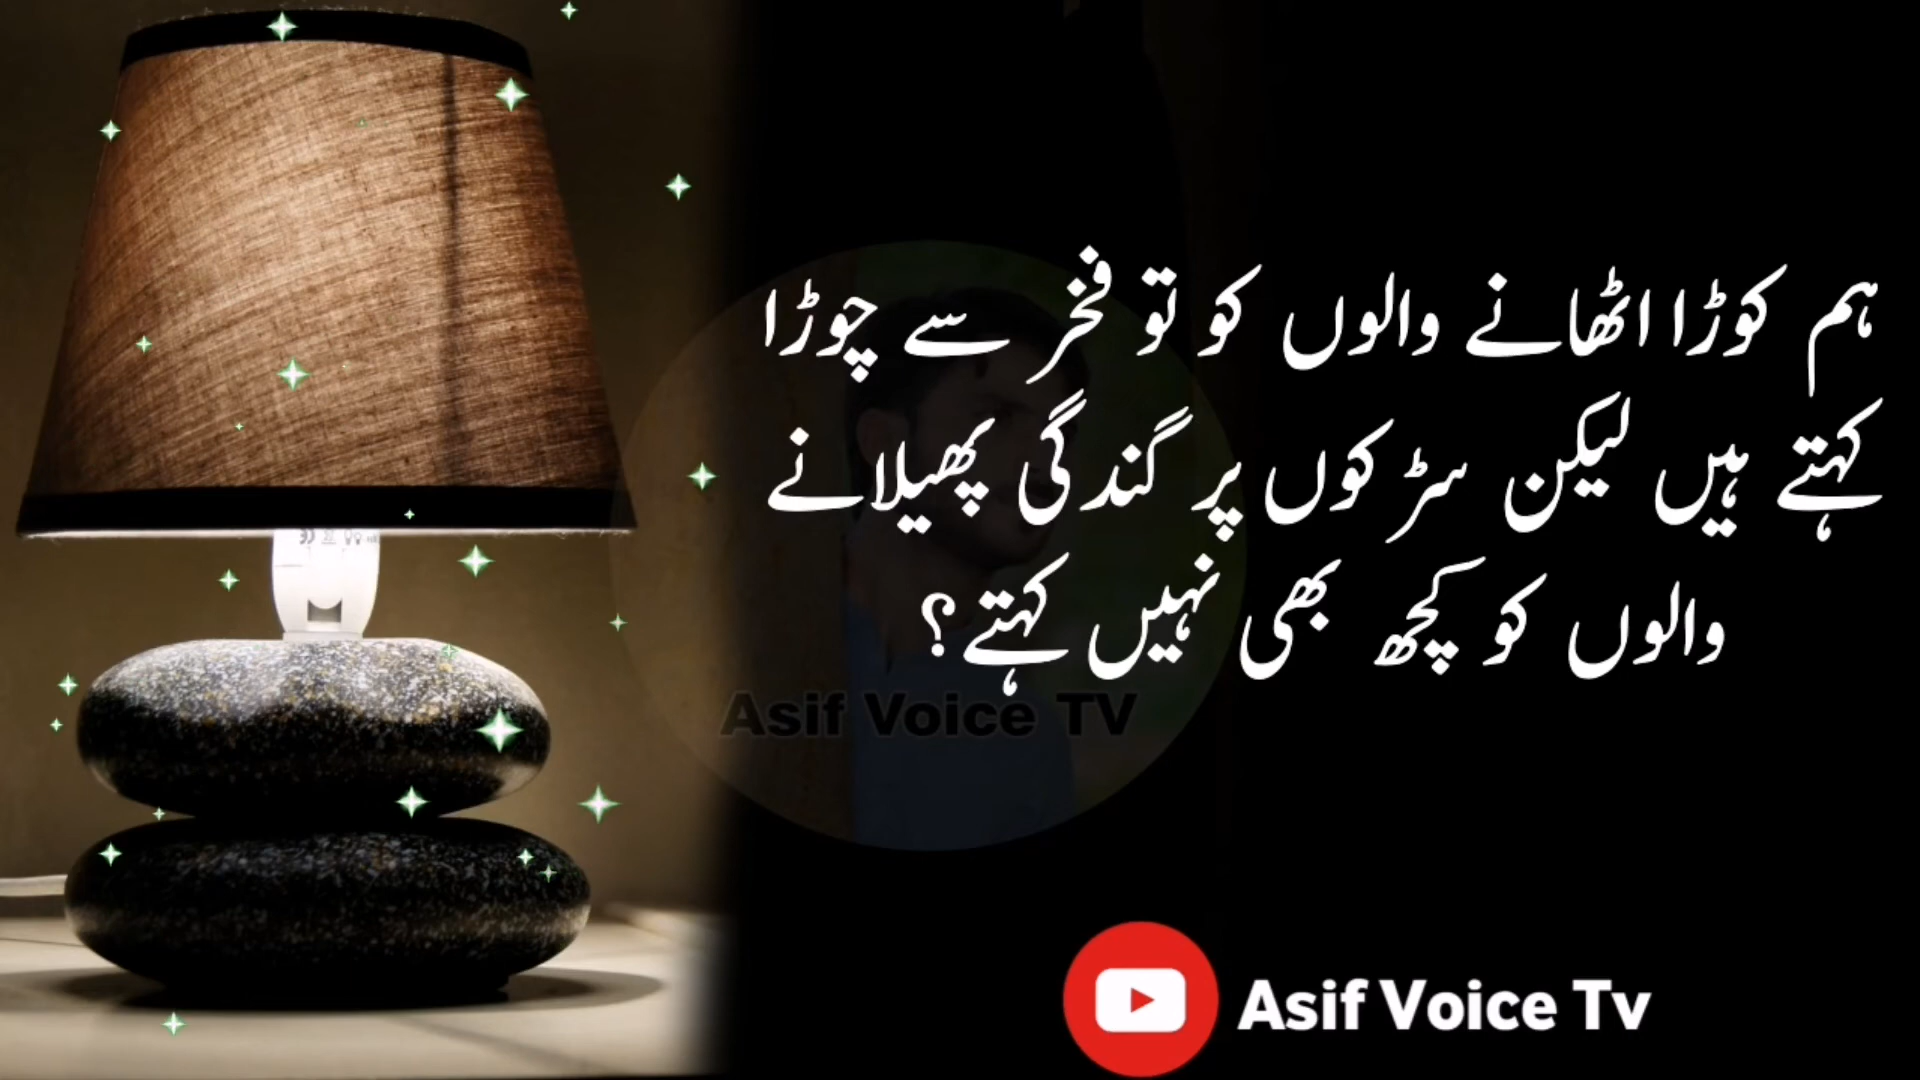 ہم کوڑا اٹھانے والوں کو تو فخر سے چوڑا
کہتے ہیں لیکن سڑکوں پر گندگی پھیلانے
والوں کو کچھ بھی نہیں کہتے؟
Asif Voice TV
Asif Voice Tv